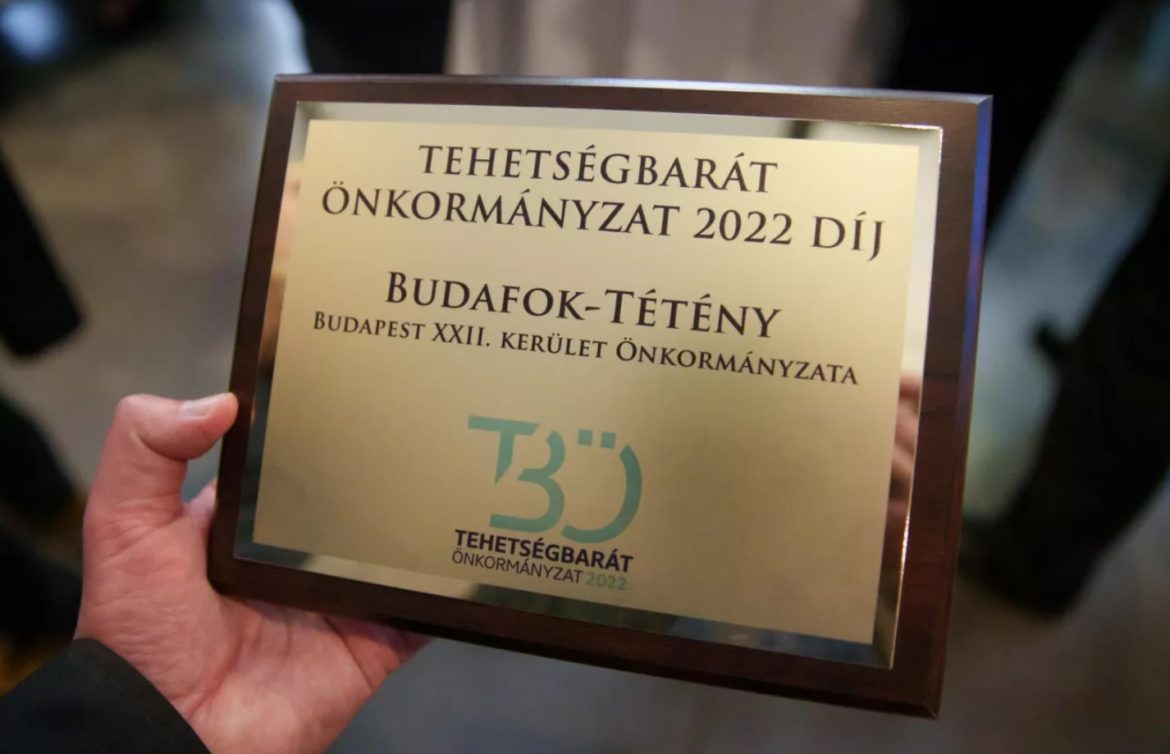 TEHETSÉGBARÁT
ÖNKORMÁNYZAT 2022 DÍJ
BUDAFOK-TÉTÉNY
BUDAPEST XXII. KERÜLET ÖNKORMÁNYZATA
TBÖ
TEHETSÉGBARÁT
ÖNKORMÁNYZAT 2022